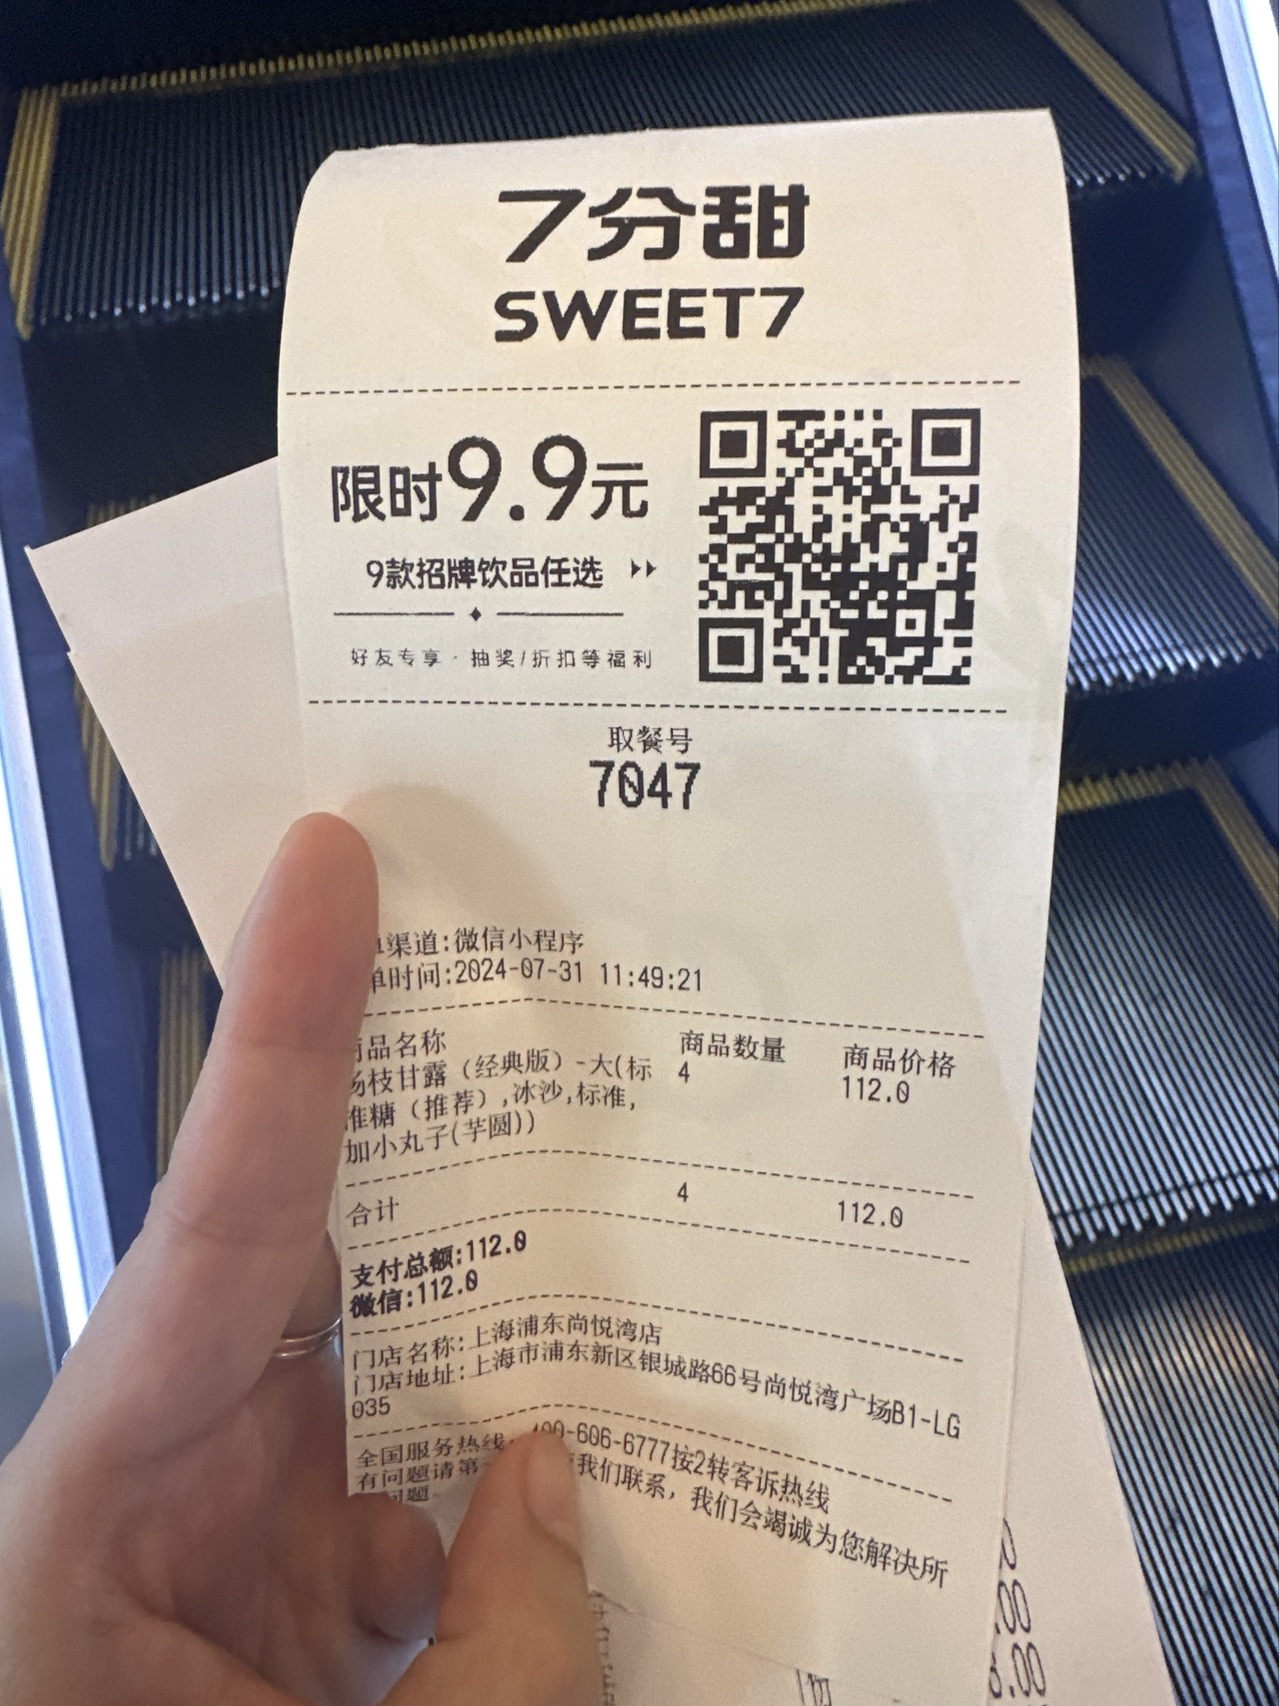 7分甜
SWEET7
限时9.9元
9款招牌饮品任选
好友专享·抽奖/折扣等福利
取餐号
7047
渠道:微信小程序
单时间:2024-07-31 11:49:21
品名称 商品数量 商品价格
枝甘露（经典版）-大(标 4 112.0
准糖（推荐）,冰沙,标准,
加小丸子(芋圆))
合计 4 112.0
支付总额:112.0
微信:112.0
门店名称:上海浦东尚悦湾店
门店地址:上海市浦东新区银城路66号尚悦湾广场B1-LG
035
全国服务热线 -606-6777按2转客诉热线
有问题请第 我们联系，我们会竭诚为您解决所
问题